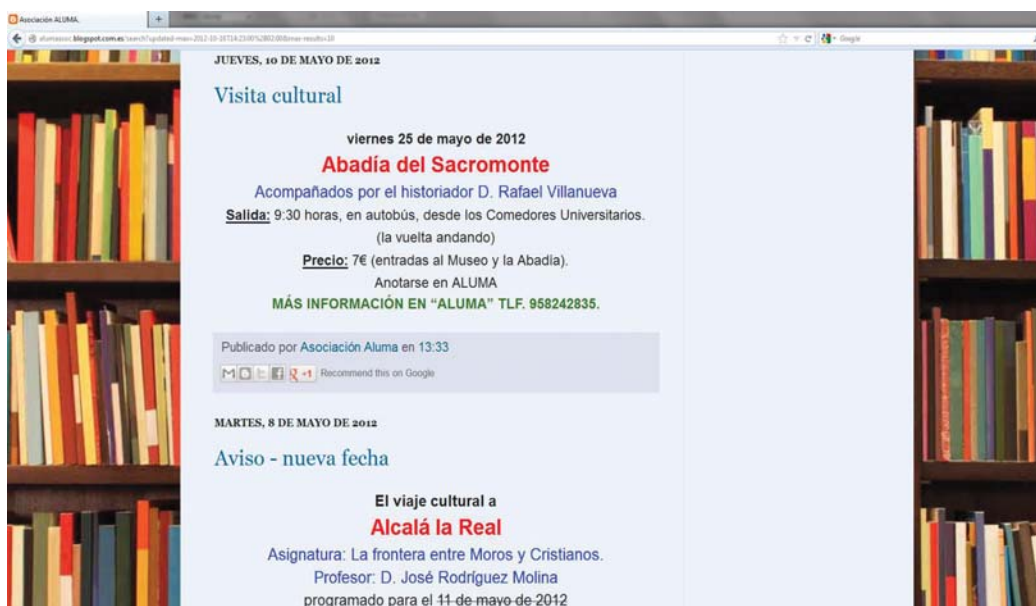 Asociación ALUMA.
Google
JUEVES, 10 DE MAYO DE 2012
Visita cultural
viernes 25 de mayo de 2012
Abadía del Sacromonte
Acompañados por el historiador D. Rafael Villanueva
Salida: 9:30 horas, en autobús, desde los Comedores Universitarios.
(la vuelta andando)
Precio: 7€ (entradas al Museo y la Abadía).
Anotarse en ALUMA
MÁS INFORMACIÓN EN “ALUMA” TLF. 958242835.
Publicado por Asociación Aluma en 13:33
+1 Recommend this on Google
MARTES, 8 DE MAYO DE 2012
Aviso - nueva fecha
El viaje cultural a
Alcalá la Real
Asignatura: La frontera entre Moros y Cristianos.
Profesor: D. José Rodríguez Molina
programado para el 11 de mayo de 2012